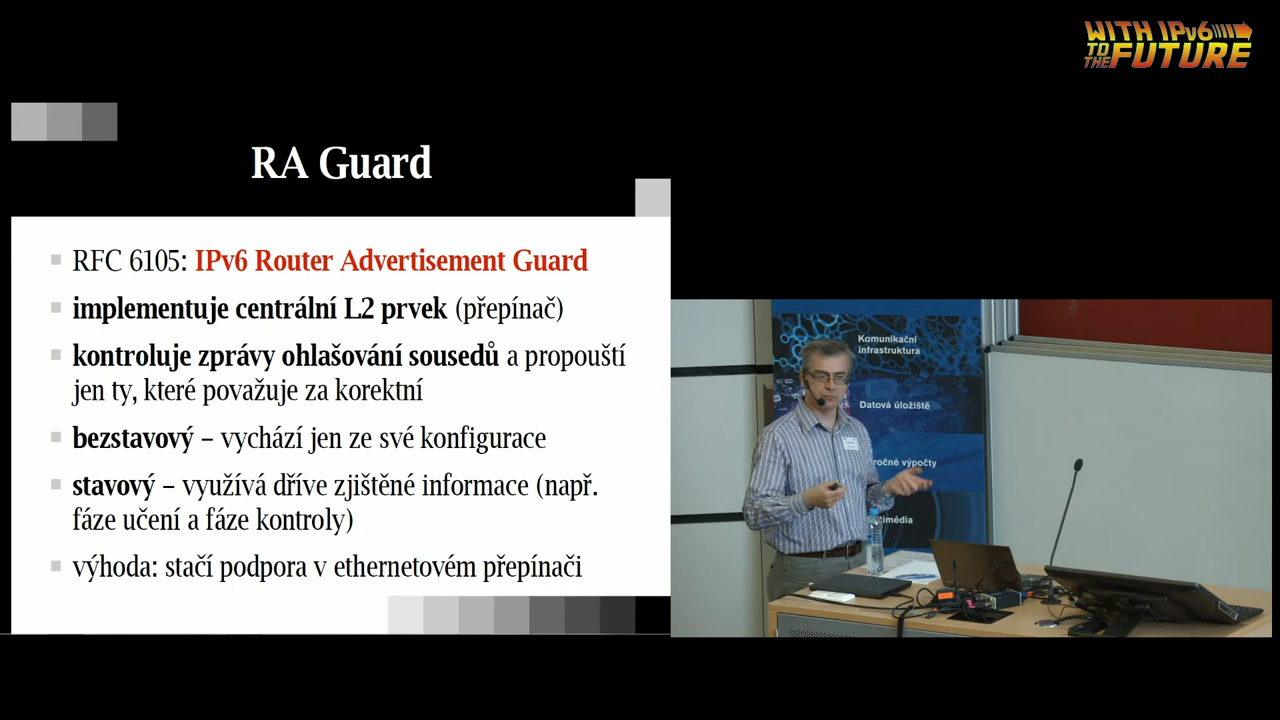 WITH IPv6
TO THE FUTURE
RA Guard
RFC 6105: IPv6 Router Advertisement Guard
implementuje centrální L2 prvek (přepínač)
kontroluje zprávy ohlašování sousedů a propouští
jen ty, které považuje za korektní
bezstavový – vychází jen ze své konfigurace
stavový – využívá dříve zjištěné informace (např.
fáze učení a fáze kontroly)
výhoda: stačí podpora v ethernetovém přepínači
Komunikační
infrastruktura
Datová úložiště
výpočty